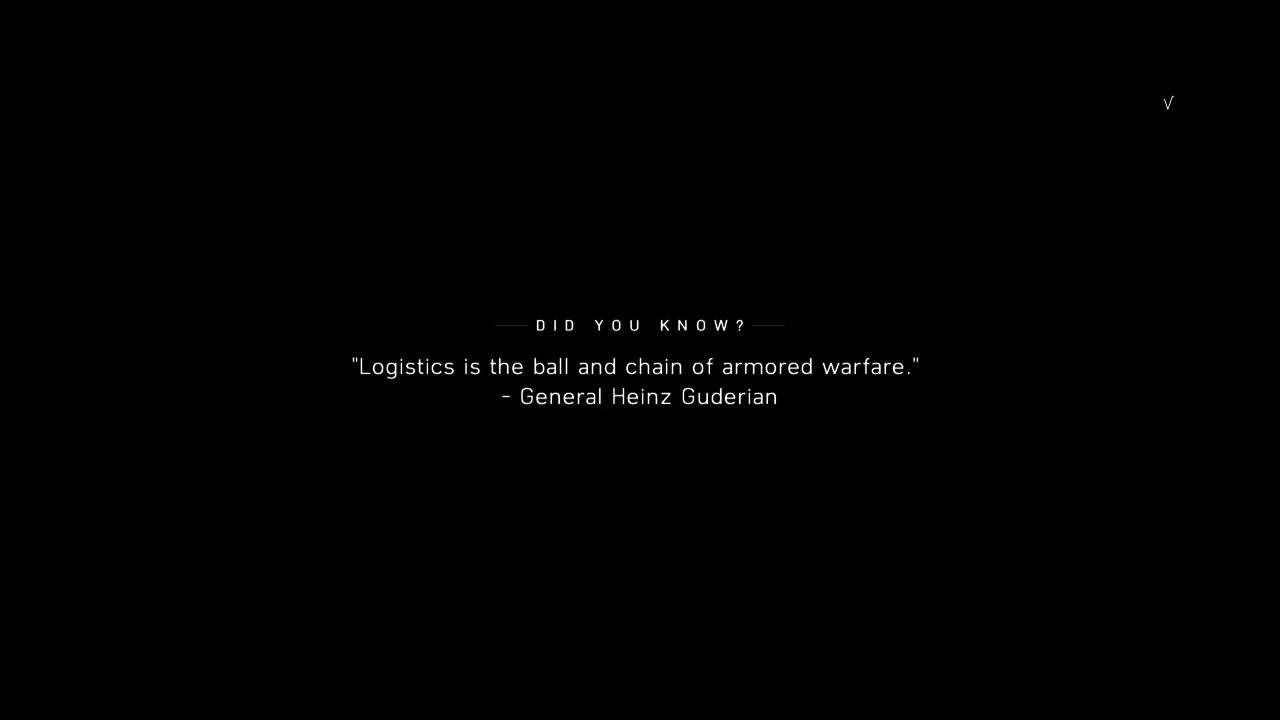 √
DID YOU KNOW?
"Logistics is the ball and chain of armored warfare."
- General Heinz Guderian